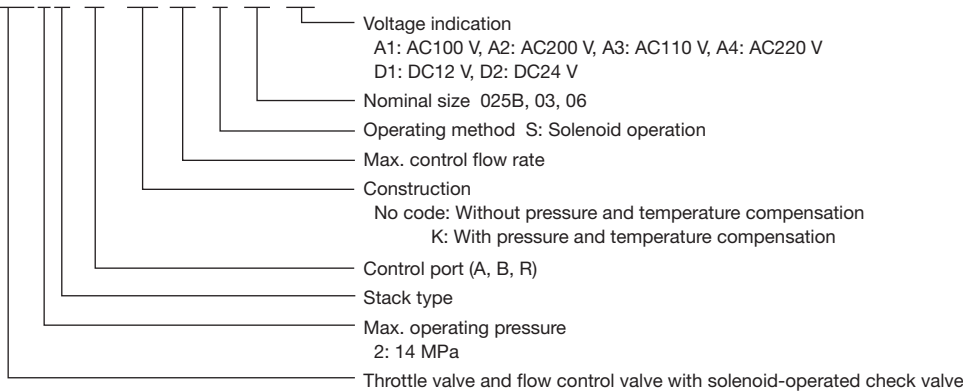 Voltage indication
A1: AC100 V, A2: AC200 V, A3: AC110 V, A4: AC220 V
D1: DC12 V, D2: DC24 V
Nominal size 025B, 03, 06
Operating method S: Solenoid operation
Max. control flow rate
Construction
No code: Without pressure and temperature compensation
K: With pressure and temperature compensation
Control port (A, B, R)
Stack type
Max. operating pressure
2: 14 MPa
Throttle valve and flow control valve with solenoid-operated check valve